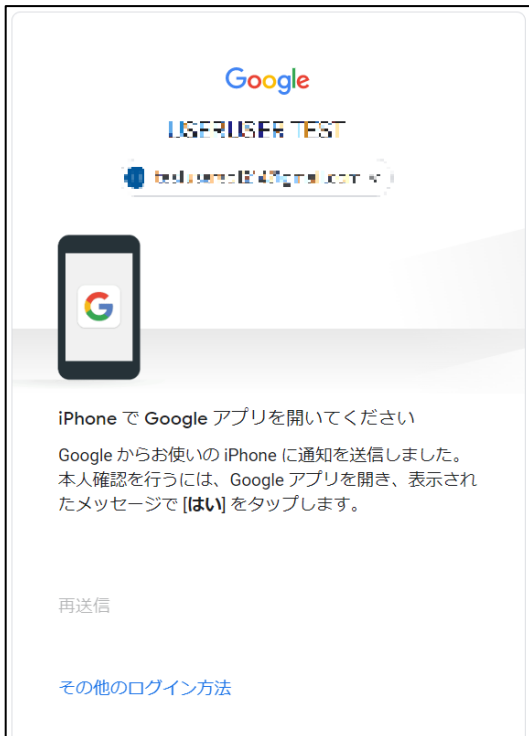 Google
USERUSER TEST
iPhone で Google アプリを開いてください
Google からお使いの iPhone に通知を送信しました。
本人確認を行うには、Google アプリを開き、表示され
たメッセージで [はい] をタップします。
再送信
その他のログイン方法